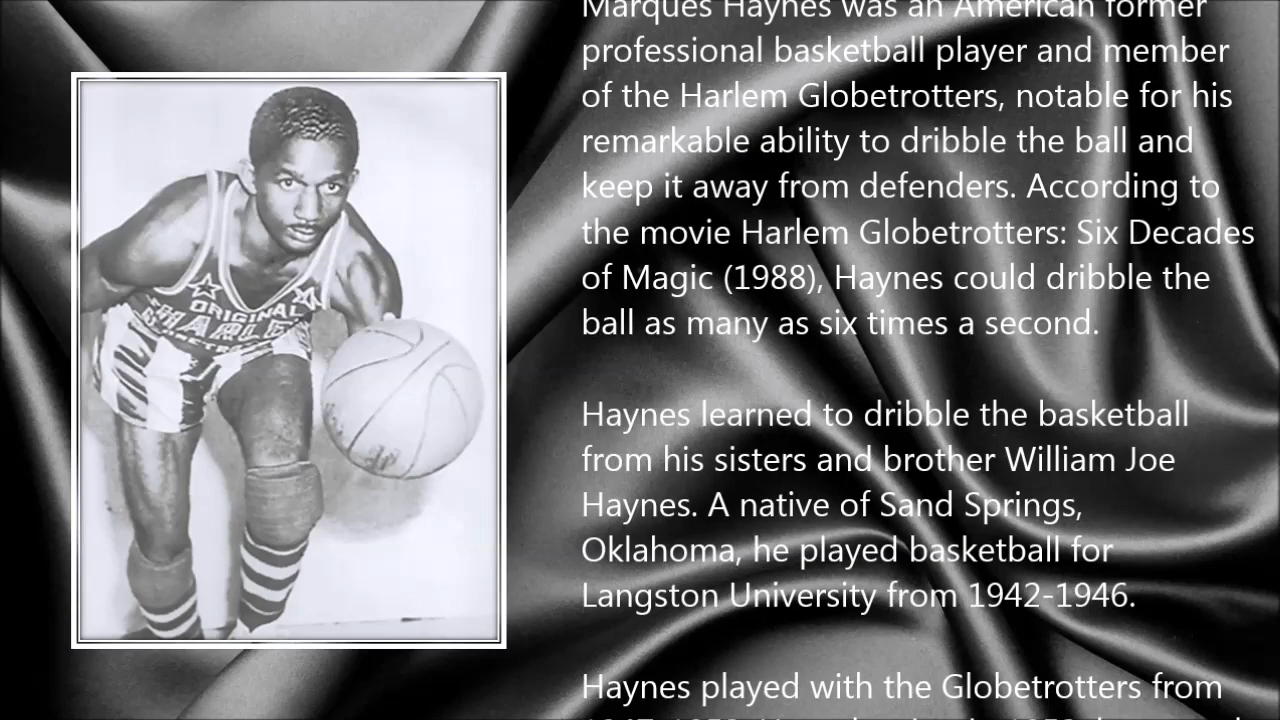 Marques Haynes was an American former
professional basketball player and member
of the Harlem Globetrotters, notable for his
remarkable ability to dribble the ball and
keep it away from defenders. According to
the movie Harlem Globetrotters: Six Decades
of Magic (1988), Haynes could dribble the
ball as many as six times a second.
Haynes learned to dribble the basketball
from his sisters and brother William Joe
Haynes. A native of Sand Springs,
Oklahoma, he played basketball for
Langston University from 1942-1946.
Haynes played with the Globetrotters from
ORIGINAL